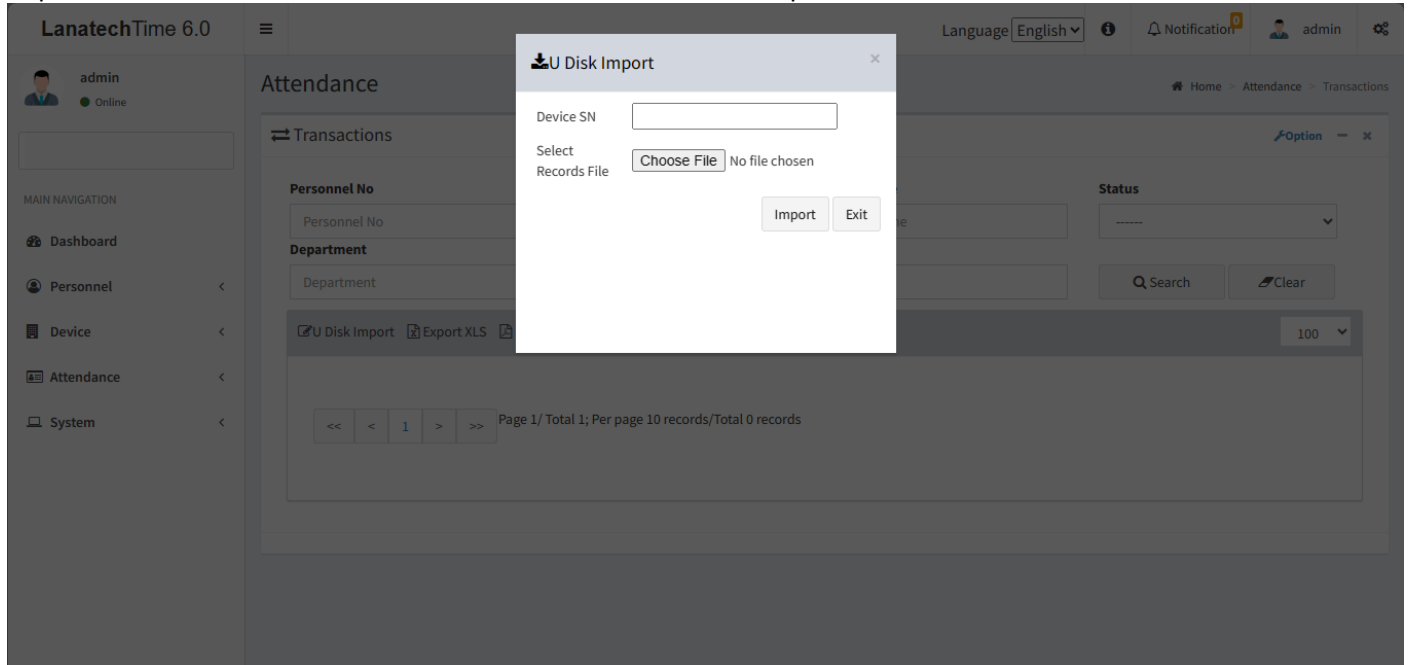 LanatechTime 6.0
Language English
Notification 0
admin
admin
Online
Attendance
Home > Attendance > Transactions
U Disk Import
×
Device SN
Select
Records File
Choose File No file chosen
Import Exit
Transactions
Option
MAIN NAVIGATION
Dashboard
Personnel
Device
Attendance
System
Personnel No
Personnel No
Status
------
Department
Department
Search
Clear
U Disk Import Export XLS
100
<< < 1 > >> Page 1/ Total 1; Per page 10 records/Total 0 records